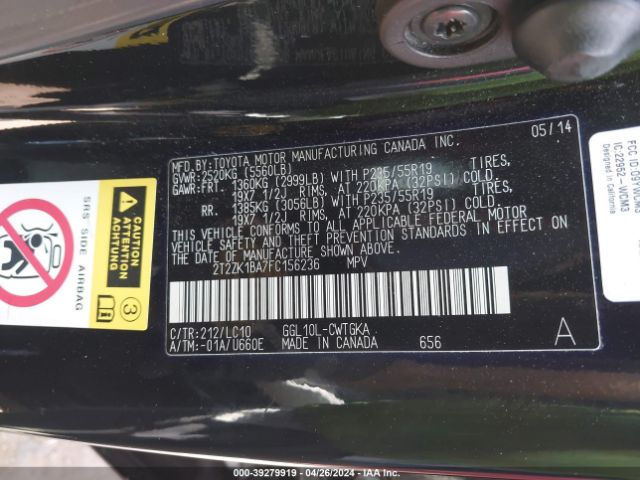 MFD. BY: TOYOTA MOTOR MANUFACTURING CANADA INC. 05/14
GVWR: 2520KG (5560LB)
GAWR: FRT. 1360KG (2999LB) WITH P235/55R19 TIRES,
19X7 1/2J RIMS, AT 220KPA (32PSI) COLD.
RR. 1385KG (3056LB) WITH P235/55R19 TIRES,
19X7 1/2J RIMS, AT 220KPA (32PSI) COLD.
THIS VEHICLE CONFORMS TO ALL APPLICABLE FEDERAL MOTOR
VEHICLE SAFETY AND THEFT PREVENTION STANDARDS IN EFFECT
ON THE DATE OF MANUFACTURE SHOWN ABOVE.
2T2ZK1BA7FC156236 MPV
C/TR: 212/LC10 GGL10L-CWTGKA
A/TM: -01A/U660E MADE IN CANADA 656 A
SRS SIDE AIRBAG
3
IC:22952-WCM3
Designed in California
000-39279919 / 04/26/2024 / IAA Inc.